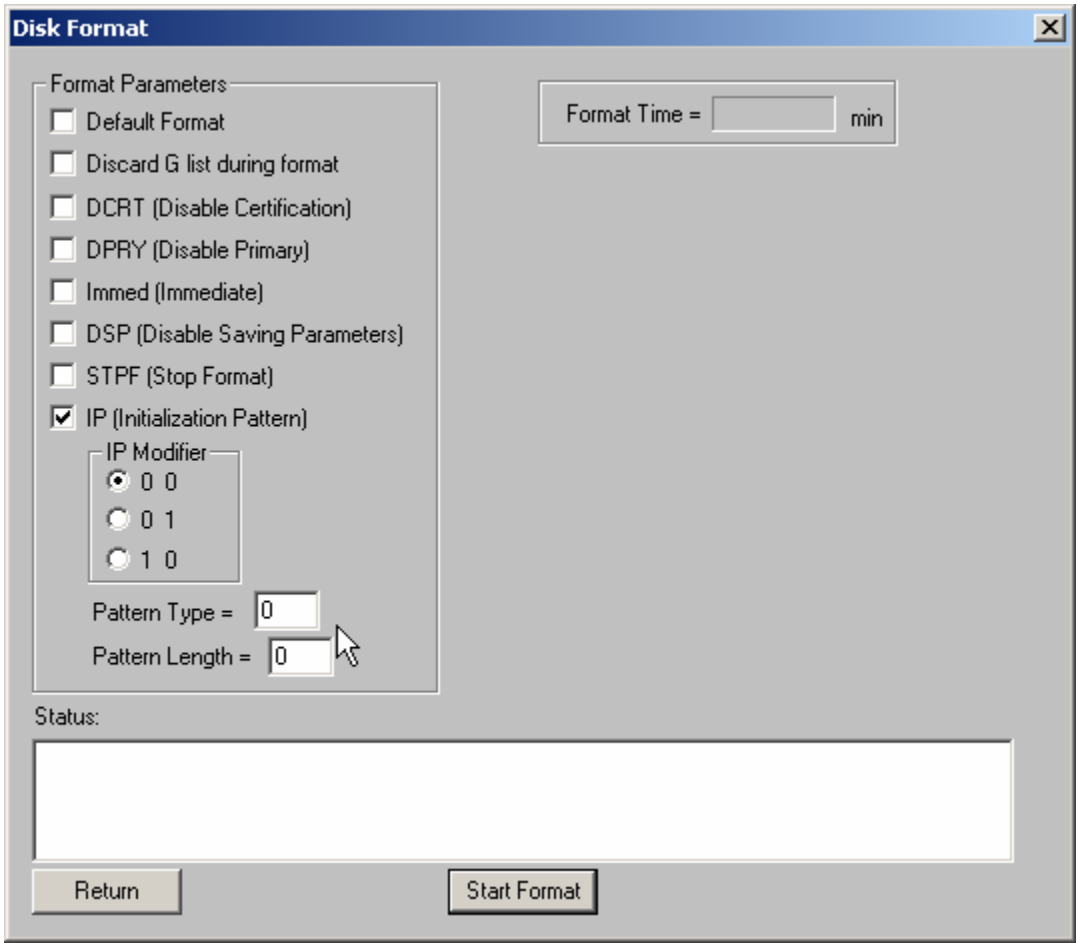 Disk Format
Format Parameters
Default Format
Discard G list during format
DCRT (Disable Certification)
DPRY (Disable Primary)
Immed (Immediate)
DSP (Disable Saving Parameters)
STPF (Stop Format)
IP (Initialization Pattern)
IP Modifier
0 0
0 1
1 0
Pattern Type = 0
Pattern Length = 0
Format Time = min
Status:
Return
Start Format